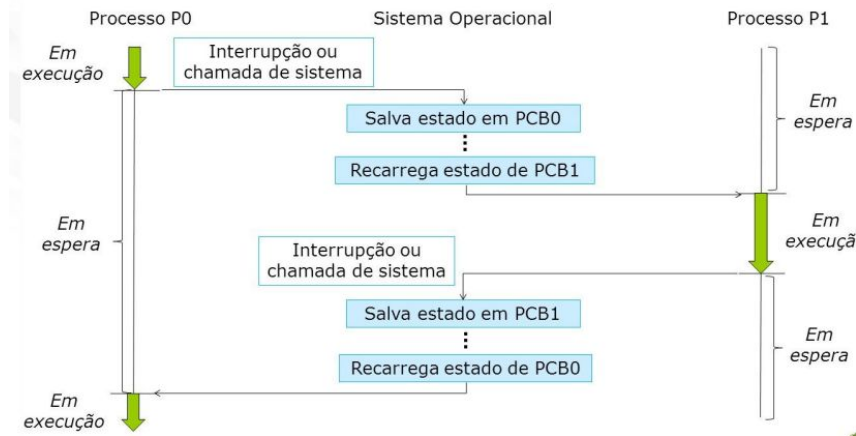 Processo P0
Sistema Operacional
Processo P1
Em
execução
Interrupção ou
chamada de sistema
Em
espera
Salva estado em PCB0
Recarrega estado de PCB1
Em
espera
Em
execuçã
Interrupção ou
chamada de sistema
Salva estado em PCB1
Recarrega estado de PCB0
Em
espera
Em
execução